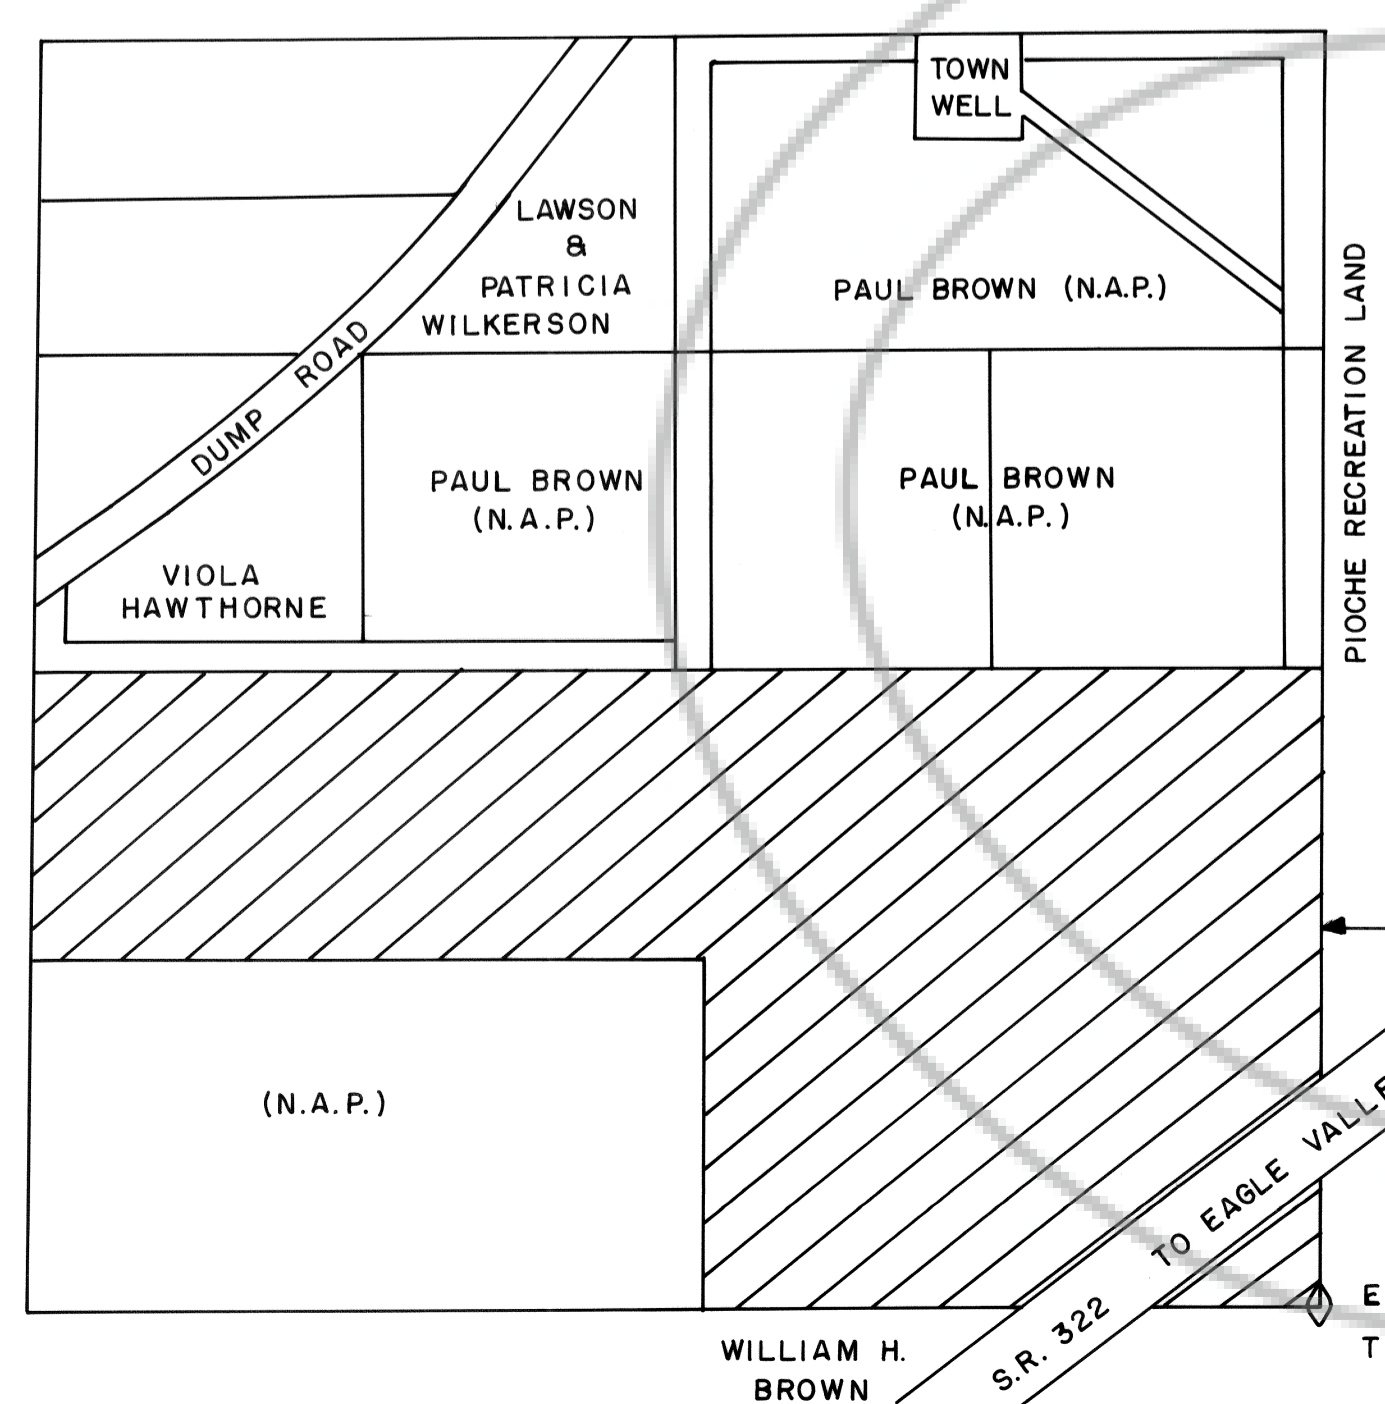 TOWN
WELL
LAWSON
&
PATRICIA
WILKERSON
PAUL BROWN (N.A.P.)
PIOCHE RECREATION LAND
DUMP ROAD
PAUL BROWN
(N.A.P.)
PAUL BROWN
(N.A.P.)
VIOLA
HAWTHORNE
(N.A.P.)
S.R. 322 TO EAGLE VALLE
WILLIAM H.
BROWN
E
T